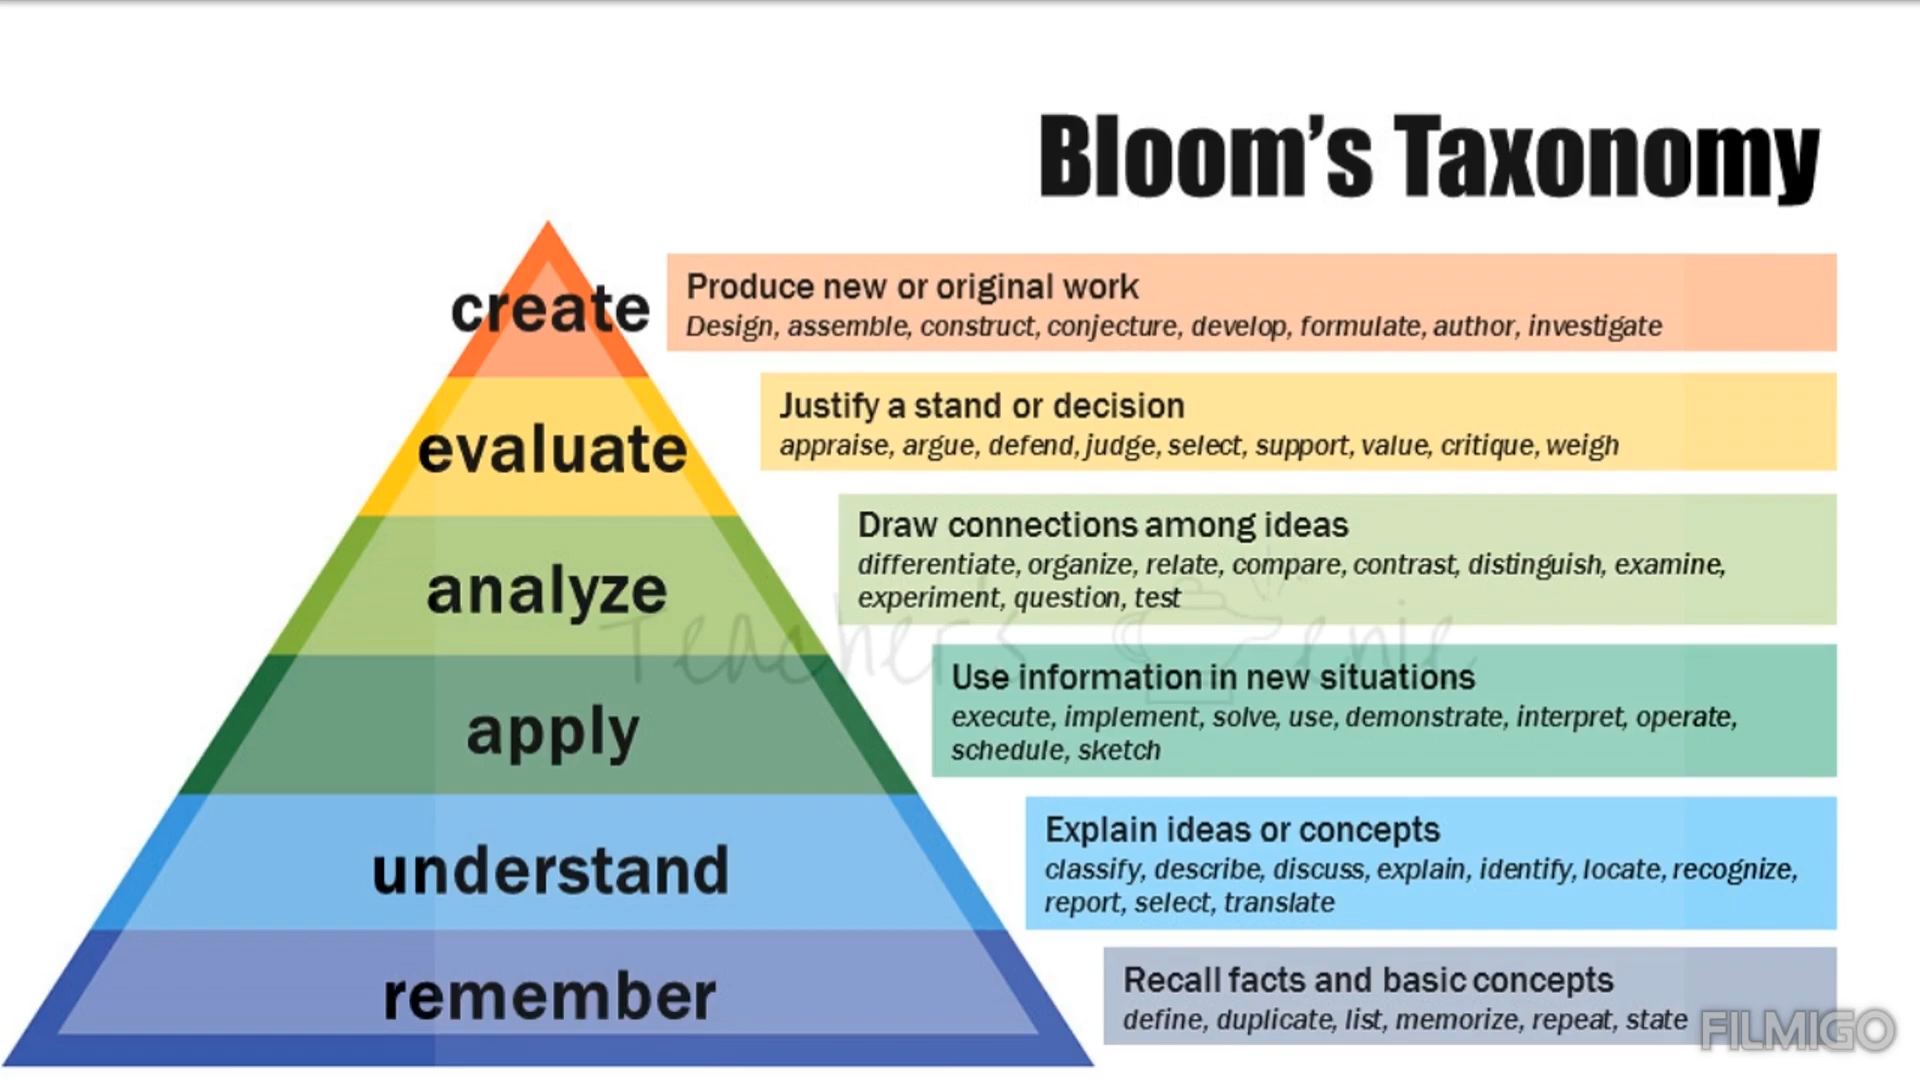 Bloom's Taxonomy
create
Produce new or original work
Design, assemble, construct, conjecture, develop, formulate, author, investigate
evaluate
Justify a stand or decision
appraise, argue, defend, judge, select, support, value, critique, weigh
analyze
Draw connections among ideas
differentiate, organize, relate, compare, contrast, distinguish, examine,
experiment, question, test
Teacher's Genie
apply
Use information in new situations
execute, implement, solve, use, demonstrate, interpret, operate,
schedule, sketch
understand
Explain ideas or concepts
classify, describe, discuss, explain, identify, locate, recognize,
report, select, translate
remember
Recall facts and basic concepts
define, duplicate, list, memorize, repeat, state
FILMIGO